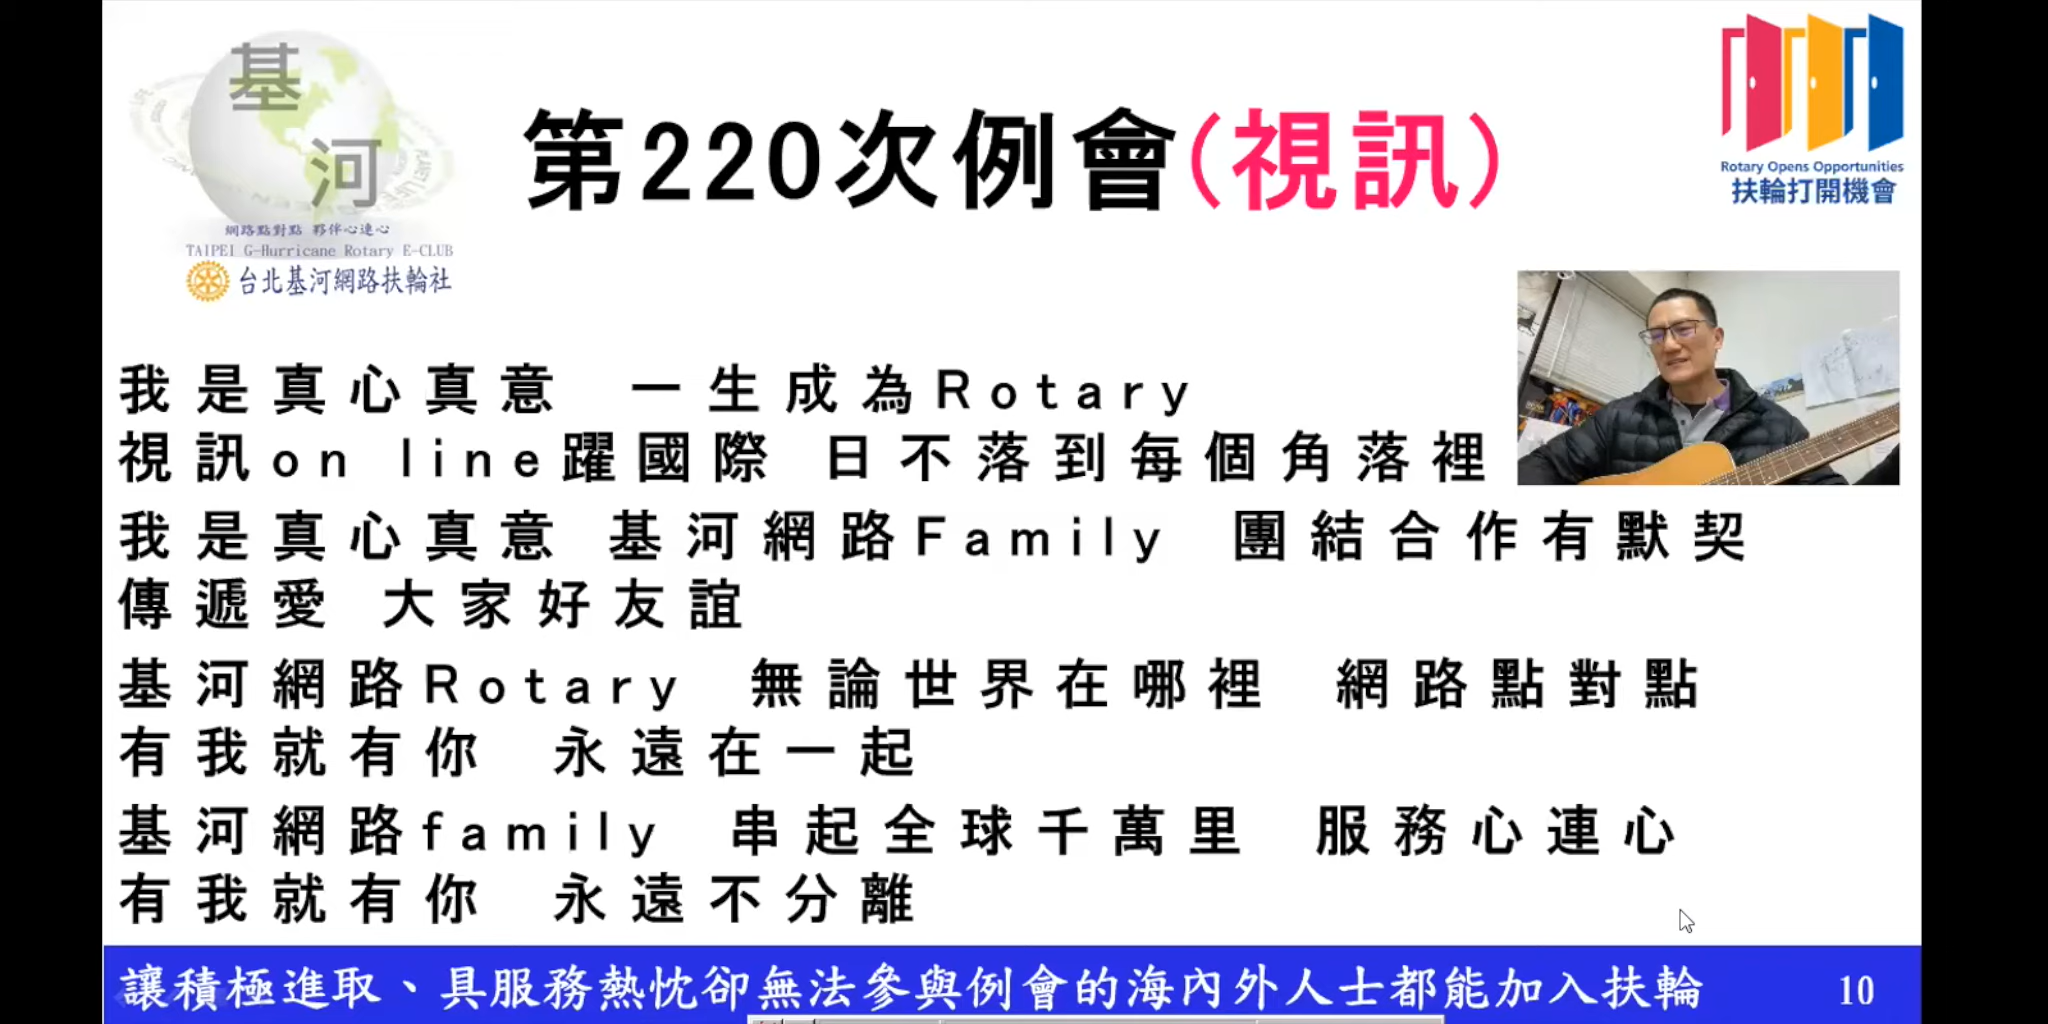 基
河
網路點對點 夥伴心連心
TAIPEI G-Hurricane Rotary E-CLUB
台北基河網路扶輪社
第220次例會(視訊)
Rotary Opens Opportunities
扶輪打開機會
我是真心真意 一生成為Rotary
視訊on line躍國際 日不落到每個角落裡
我是真心真意 基河網路Family 團結合作有默契
傳遞愛 大家好友誼
基河網路Rotary 無論世界在哪裡 網路點對點
有我就有你 永遠在一起
基河網路family 串起全球千萬里 服務心連心
有我就有你 永遠不分離
讓積極進取、具服務熱忱卻無法參與例會的海內外人士都能加入扶輪 10